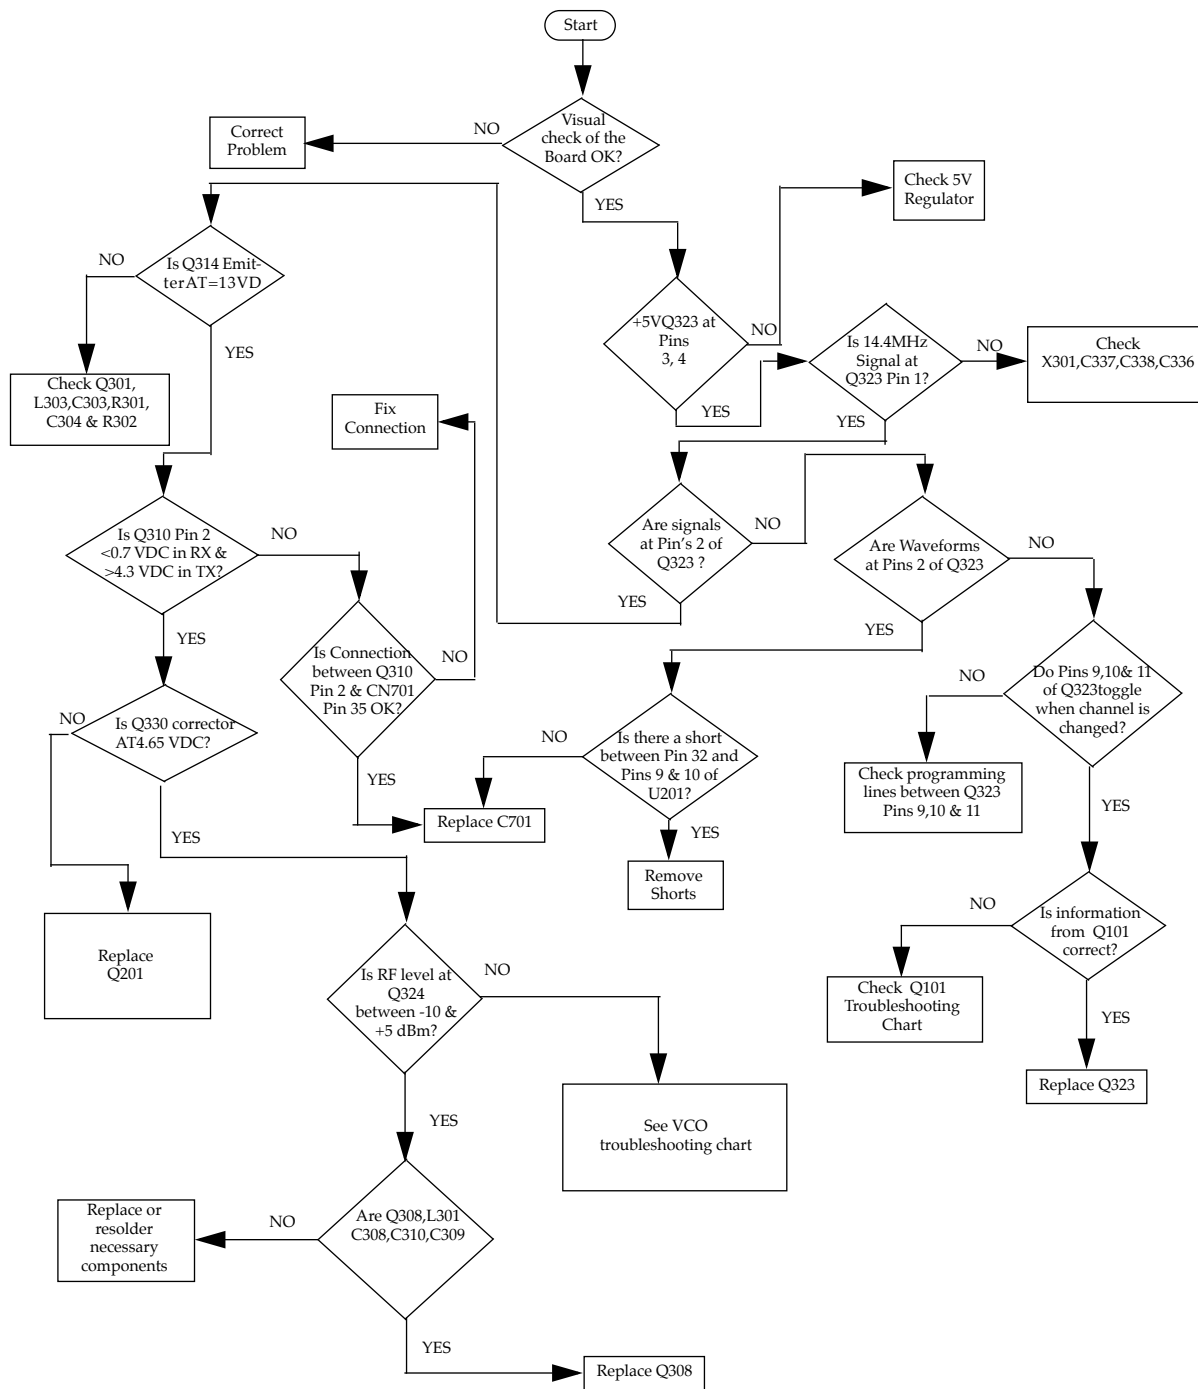 Start
Visual
check of the
Board OK?
NO
Correct
Problem
YES
Check 5V
Regulator
Is Q314 Emit-
terAT=13VD
NO
YES
Check Q301,
L303,C303,R301,
C304 & R302
+5VQ323 at
Pins
3, 4
NO
YES
Is 14.4MHz
Signal at
Q323 Pin 1?
NO
Check
X301,C337,C338,C336
YES
Fix
Connection
Is Q310 Pin 2
<0.7 VDC in RX &
>4.3 VDC in TX?
NO
YES
Are signals
at Pin's 2 of
Q323 ?
NO
YES
Are Waveforms
at Pins 2 of Q323
NO
YES
Is Connection
between Q310
Pin 2 & CN701
Pin 35 OK?
NO
YES
Do Pins 9,10& 11
of Q323toggle
when channel is
changed?
NO
YES
Is Q330 corrector
AT4.65 VDC?
NO
YES
Is there a short
between Pin 32 and
Pins 9 & 10 of
U201?
NO
YES
Check programming
lines between Q323
Pins 9,10 & 11
Replace C701
Remove
Shorts
Is information
from Q101
correct?
NO
YES
Replace
Q201
Is RF level at
Q324
between -10 &
+5 dBm?
NO
YES
Check Q101
Troubleshooting
Chart
Replace Q323
See VCO
troubleshooting chart
Are Q308,L301
C308,C310,C309
NO
YES
Replace or
resolder
necessary
components
Replace Q308